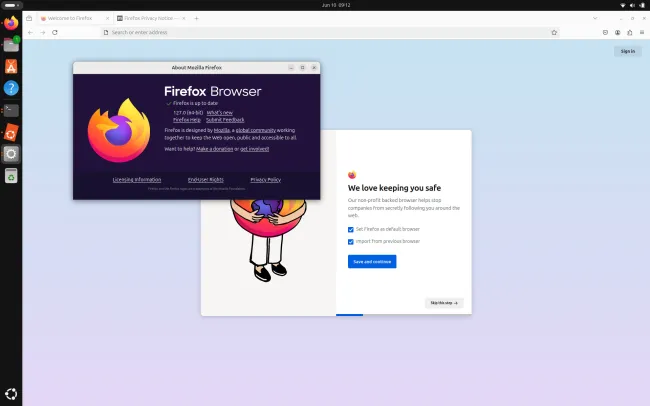 Jun 10 09:12
Welcome to Firefox
Firefox Privacy Notice —
Search or enter address
Sign in
About Mozilla Firefox
Firefox Browser
Firefox is up to date
127.0 (64-bit) What's new
Firefox Help Submit Feedback
Firefox is designed by Mozilla, a global community working
together to keep the Web open, public and accessible to all.
Want to help? Make a donation or get involved!
Licensing Information End-User Rights Privacy Policy
We love keeping you safe
Our non-profit backed browser helps stop
companies from secretly following you around the
web.
Set Firefox as default browser
Import from previous browser
Save and continue
Skip this step →